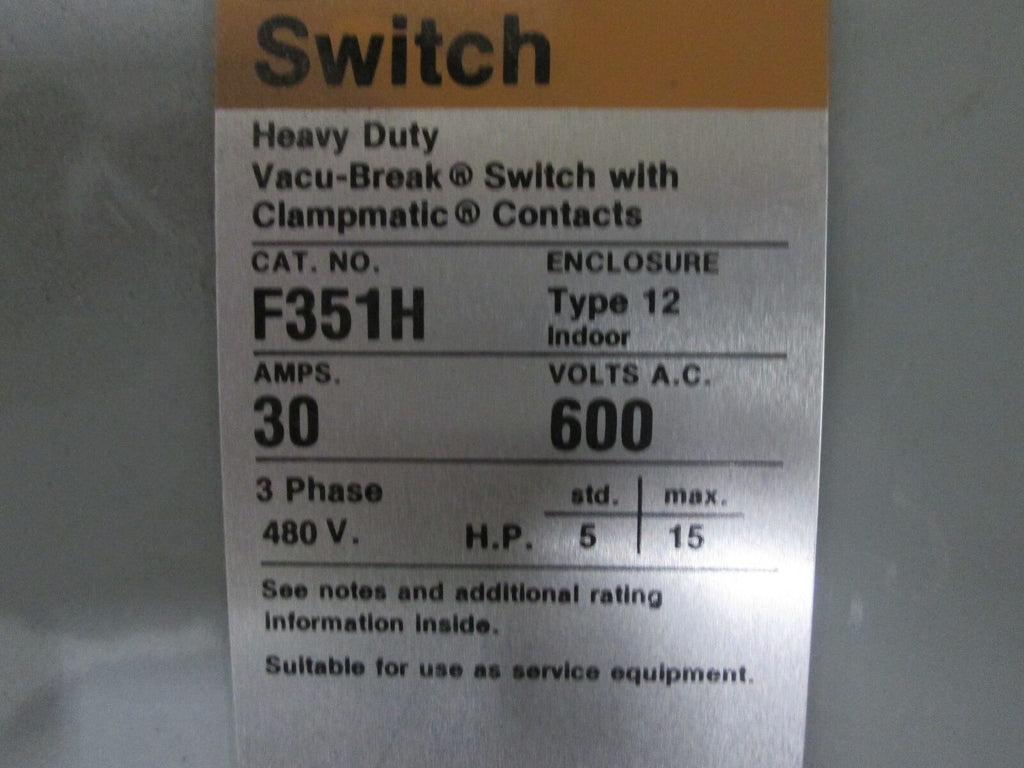 Switch
Heavy Duty
Vacu-Break® Switch with
Clampmatic® Contacts
CAT. NO. ENCLOSURE
F351H Type 12
Indoor
AMPS. VOLTS A.C.
30 600
3 Phase std. max.
480 V. H.P. 5 15
See notes and additional rating
information inside.
Suitable for use as service equipment.